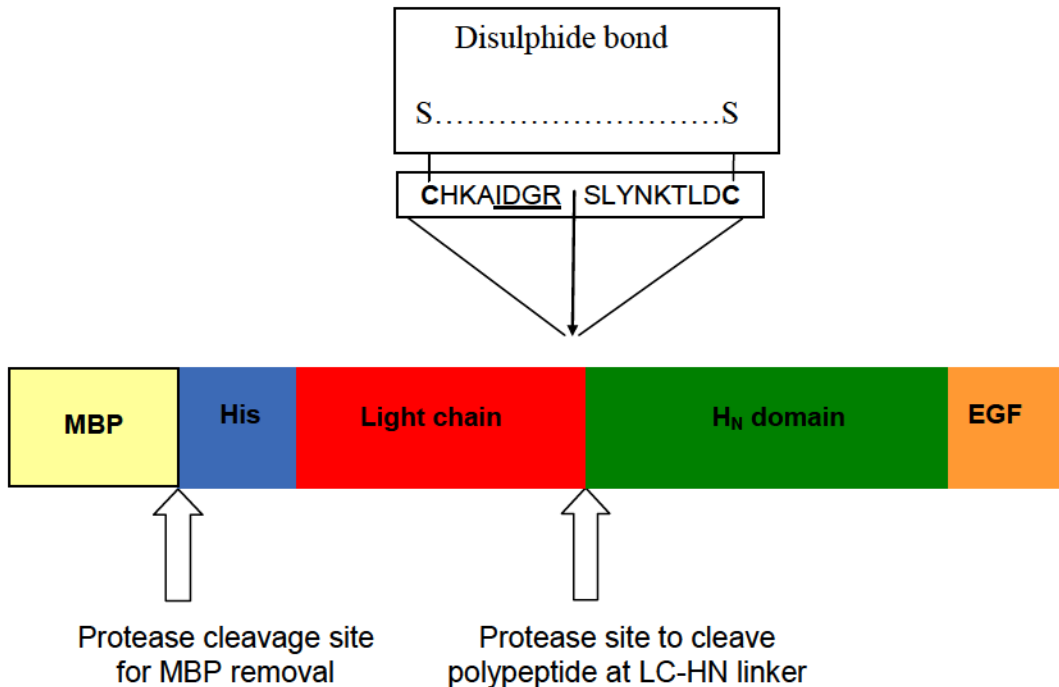 Disulphide bond
S...........................S
CHKAIDGR SLYNKTLDC
MBP
His
Light chain
HN domain
EGF
Protease cleavage site
for MBP removal
Protease site to cleave
polypeptide at LC-HN linker